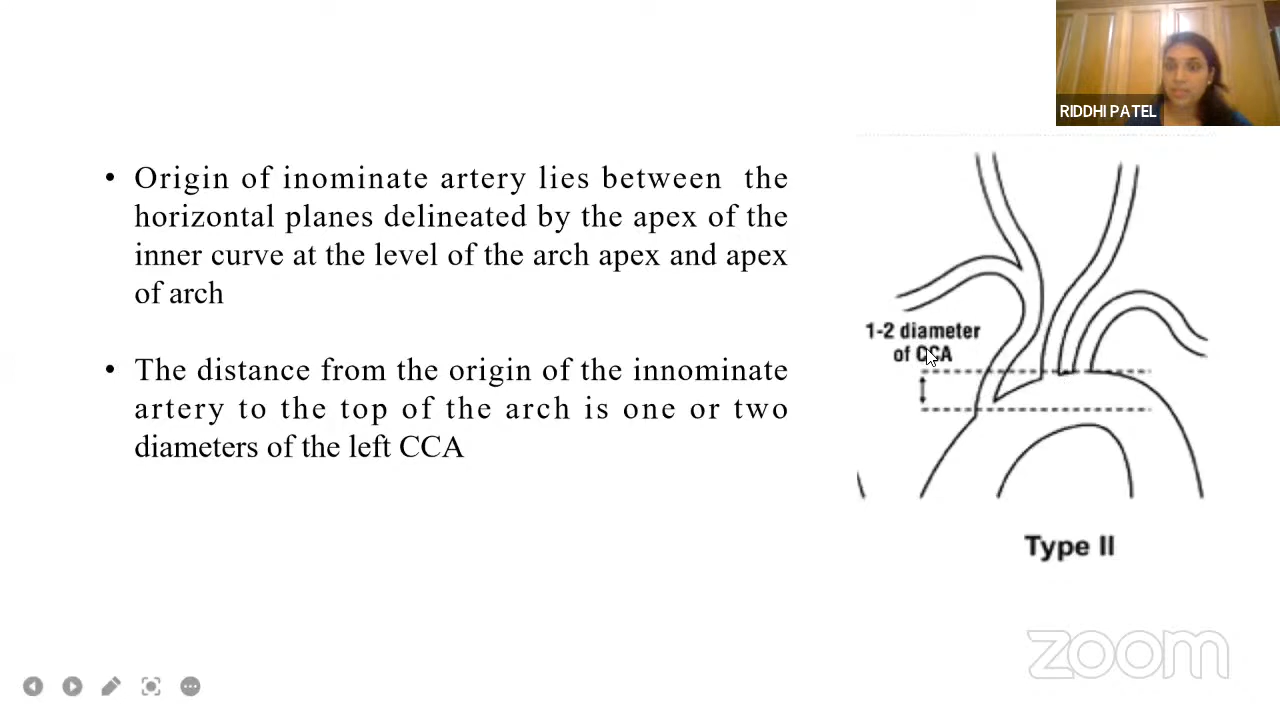 RIDDHI PATEL
• Origin of inominate artery lies between the
horizontal planes delineated by the apex of the
inner curve at the level of the arch apex and apex
of arch
• The distance from the origin of the innominate
artery to the top of the arch is one or two
diameters of the left CCA
1-2 diameter
of CCA
Type II
zoom